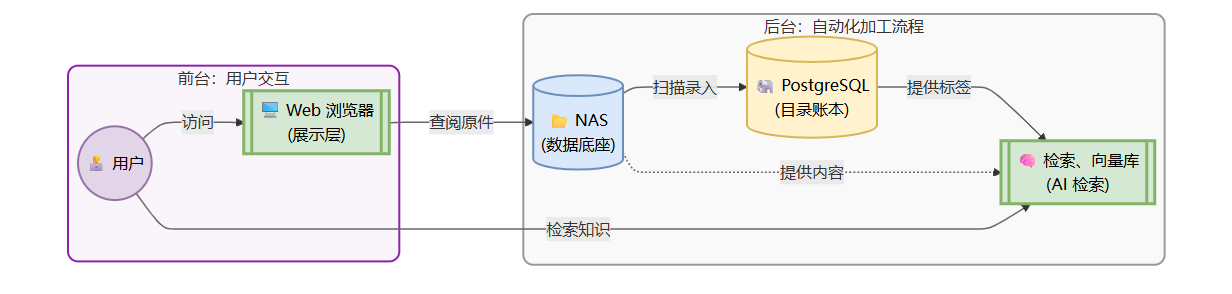 后台：自动化加工流程
前台：用户交互
用户
访问
Web 浏览器
(展示层)
查阅原件
NAS
(数据底座)
扫描录入
PostgreSQL
(目录账本)
提供标签
提供内容
检索、向量库
(AI 检索)
检索知识